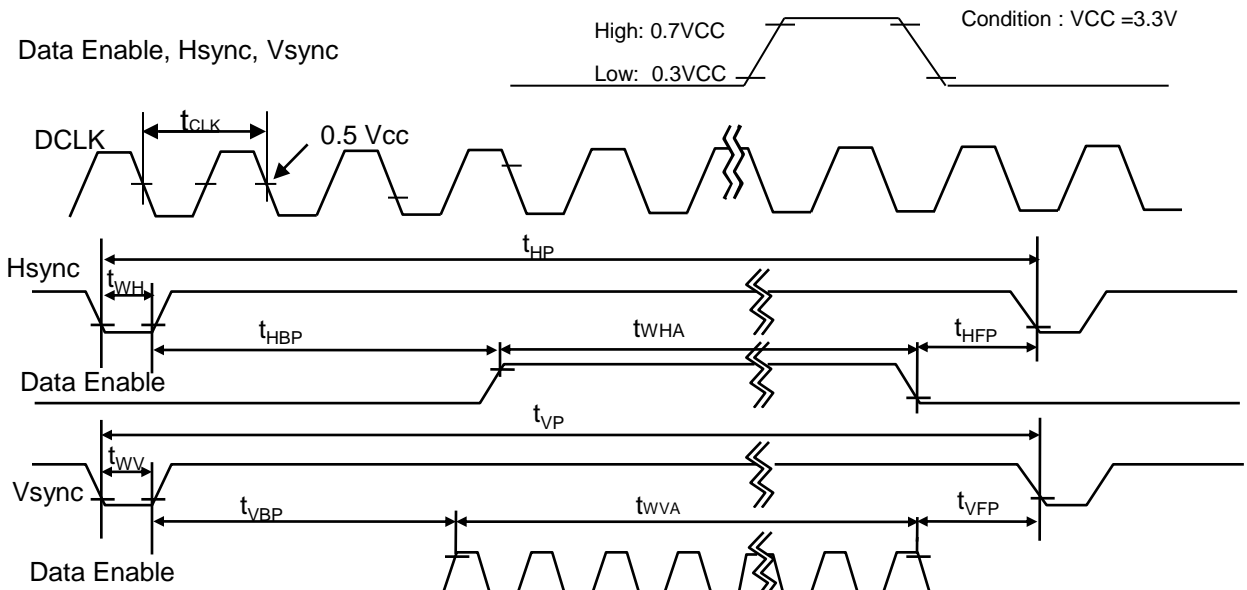 Condition : VCC =3.3V
High: 0.7VCC
Data Enable, Hsync, Vsync
Low: 0.3VCC
tCLK
DCLK
0.5 Vcc
tHP
Hsync
tWH
tHBP
tWHA
tHFP
Data Enable
tVP
tWV
Vsync
tVBP
tWVA
tVFP
Data Enable